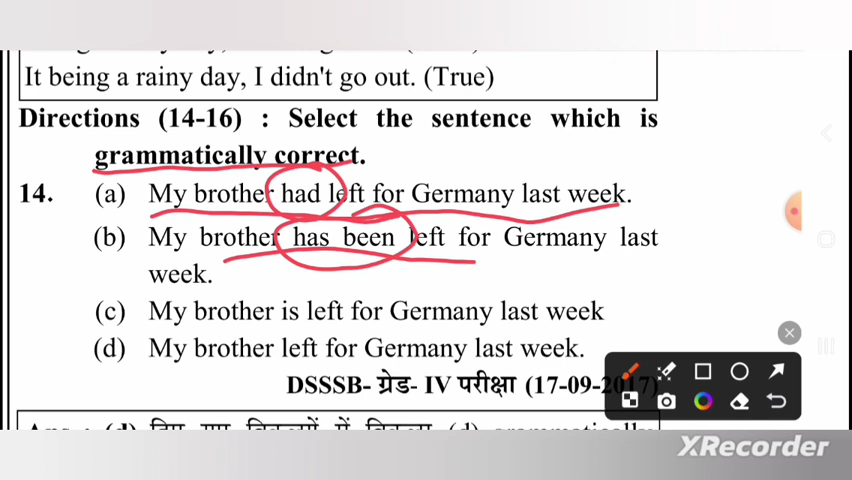 It being a rainy day, I didn't go out. (True)
Directions (14-16) : Select the sentence which is
grammatically correct.
14. (a) My brother had left for Germany last week.
(b) My brother has been left for Germany last
week.
(c) My brother is left for Germany last week
(d) My brother left for Germany last week.
DSSSB- ग्रेड- IV परीक्षा (17-09-2017)
(d)
XRecorder